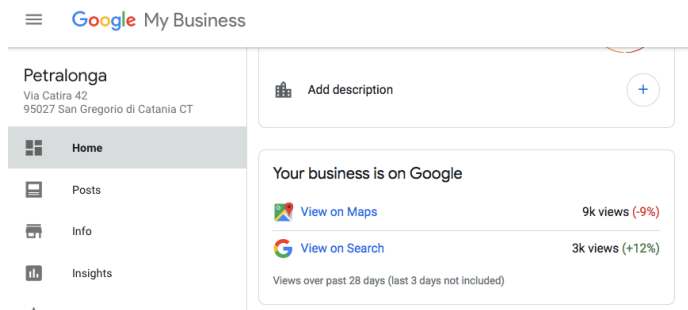 Google My Business
Petralonga
Via Catira 42
95027 San Gregorio di Catania CT
Home
Posts
Info
Insights
Add description
Your business is on Google
View on Maps
9k views (-9%)
View on Search
3k views (+12%)
Views over past 28 days (last 3 days not included)